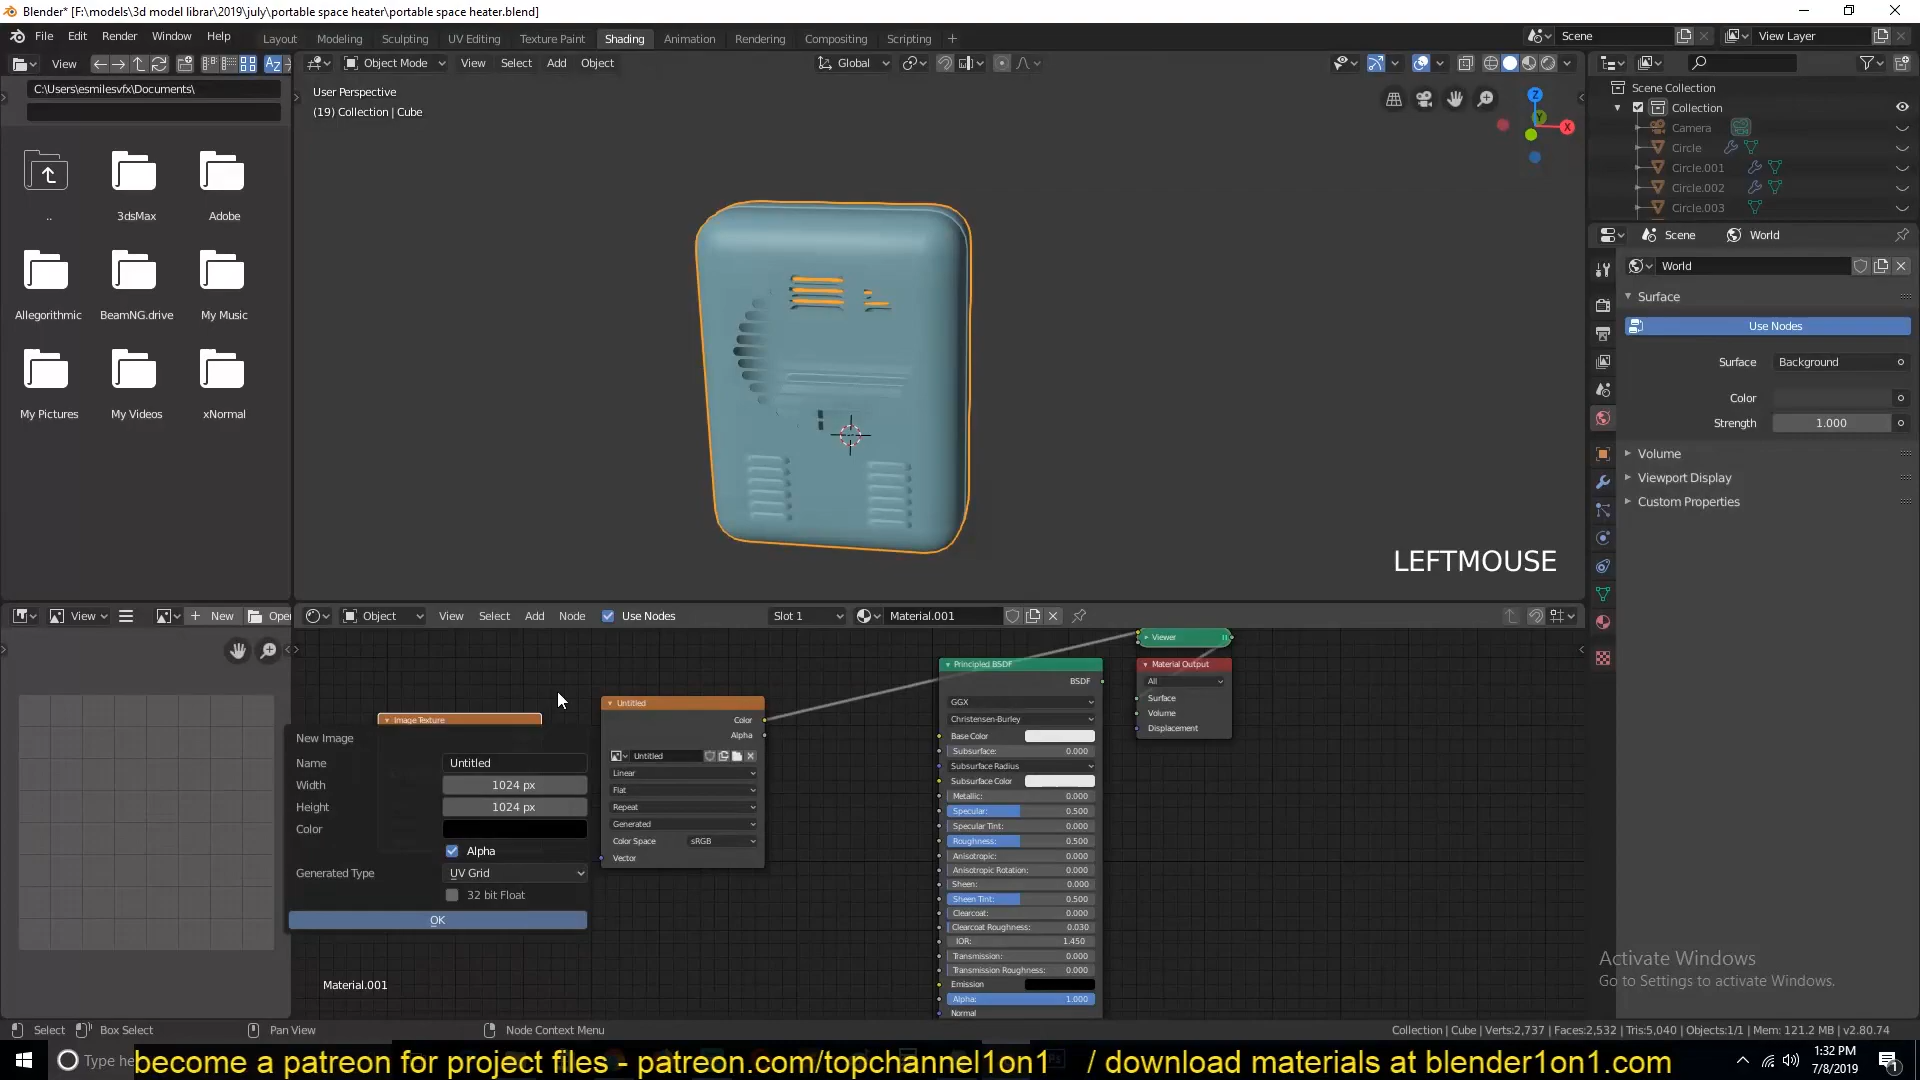 Blender* [F:\models\3d model librar\2019\july\portable space heater\portable space heater.blend]
File Edit Render Window Help Layout Modeling Sculpting UV Editing Texture Paint Shading Animation Rendering Compositing Scripting Scene View Layer
View Object Mode View Select Add Object Global
C:\Users\esmilesvfx\Documents\
User Perspective
(19) Collection | Cube
..
3dsMax
Adobe
Allegorithmic
BeamNG.drive
My Music
My Pictures
My Videos
xNormal
Z
Y
X
LEFTMOUSE
Scene Collection
Collection
Camera
Circle
Circle.001
Circle.002
Circle.003
Scene World
World
Surface
Use Nodes
Surface Background
Color
Strength 1.000
Volume
Viewport Display
Custom Properties
View New Open
Object View Select Add Node Use Nodes Slot 1 Material.001
Image Texture
New Image
Name Untitled
Width 1024 px
Height 1024 px
Color
Alpha
Generated Type UV Grid
32 bit Float
OK
Untitled
Color
Alpha
Untitled
Linear
Flat
Repeat
Generated
Color Space sRGB
Vector
Principled BSDF
BSDF
GGX
Christensen-Burley
Base Color
Subsurface: 0.000
Subsurface Radius
Subsurface Color
Metallic: 0.000
Specular: 0.500
Specular Tint: 0.000
Roughness: 0.500
Anisotropic: 0.000
Anisotropic Rotation: 0.000
Sheen: 0.000
Sheen Tint: 0.500
Clearcoat: 0.000
Clearcoat Roughness: 0.030
IOR: 1.450
Transmission: 0.000
Transmission Roughness: 0.000
Emission
Alpha: 1.000
Normal
Viewer
Material Output
All
Surface
Volume
Displacement
Material.001
Activate Windows
Go to Settings to activate Windows.
Select Box Select Pan View Node Context Menu Collection | Cube | Verts:2,737 | Faces:2,532 | Tris:5,040 | Objects:1/1 | Mem: 121.2 MB | v2.80.74
Type he
become a patreon for project files - patreon.com/topchannel1on1 / download materials at blender1on1.com
1:32 PM
7/8/2019